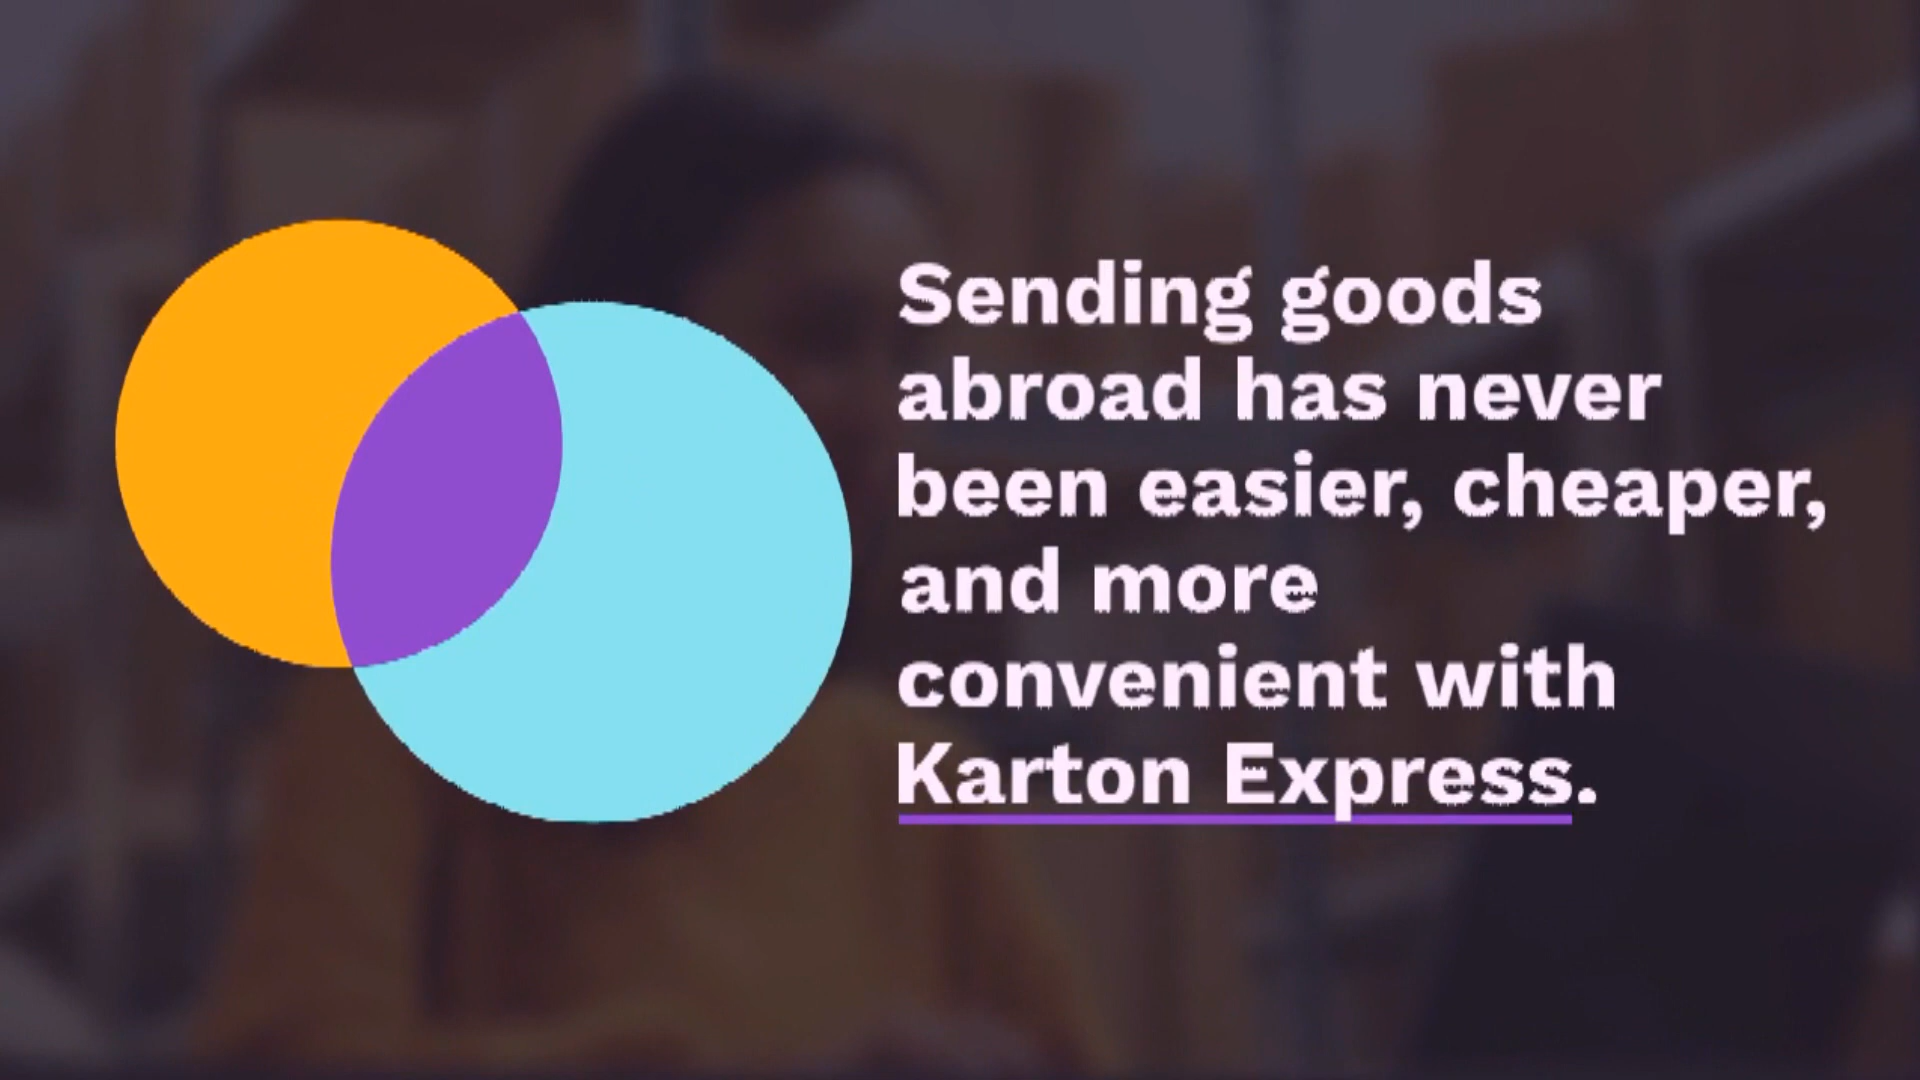 Sending goods
abroad has never
been easier, cheaper,
and more
convenient with
Karton Express.